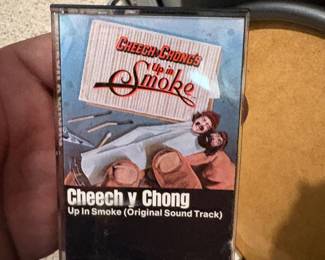 CHEECH & CHONG'S
Up in
Smoke
Cheech y Chong
Up In Smoke (Original Sound Track)